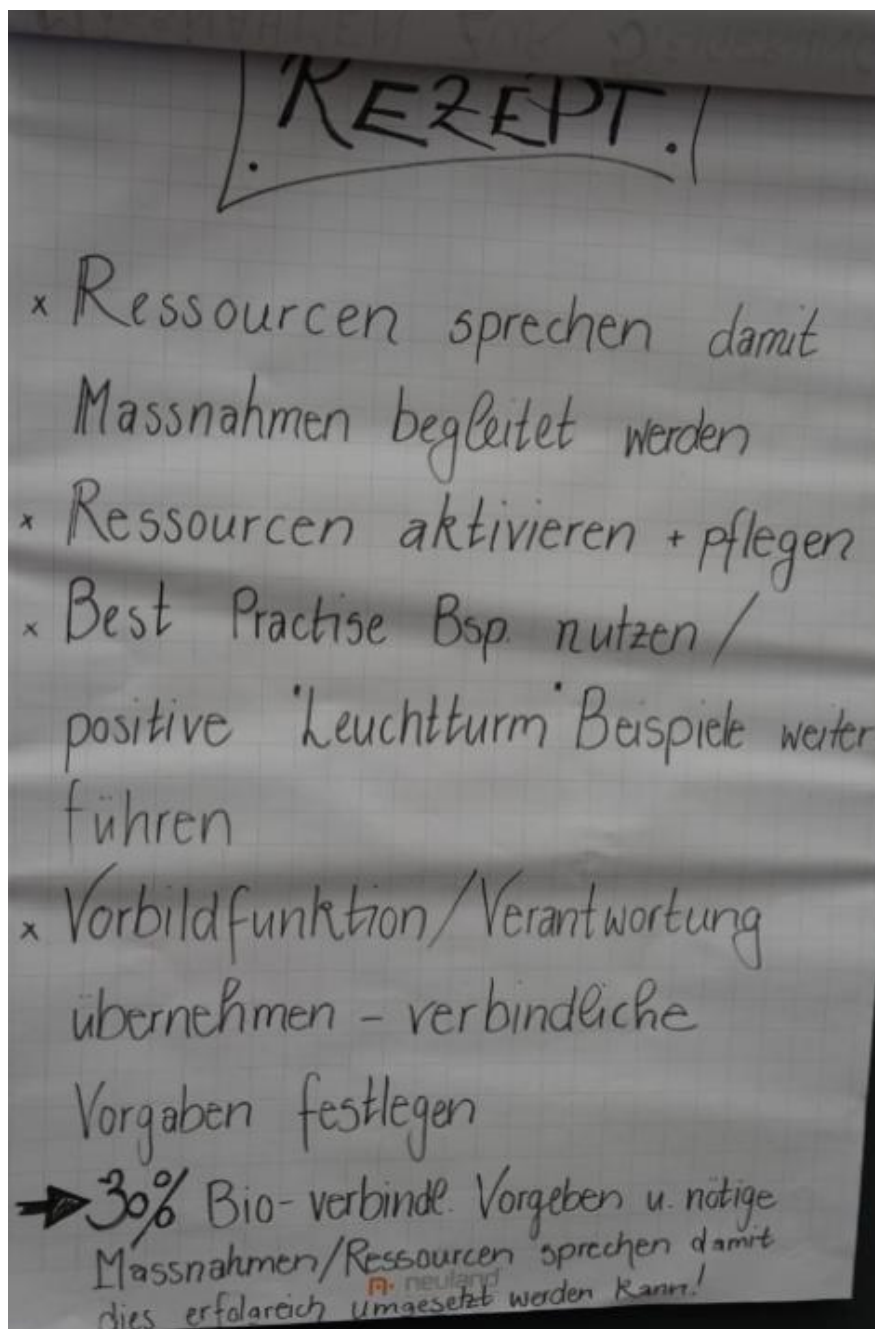 REZEPT.
x Ressourcen sprechen damit
Massnahmen begleitet werden
x Ressourcen aktivieren + pflegen
x Best Practise Bsp. nutzen /
positive "Leuchtturm" Beispiele weiter
führen
x Vorbildfunktion/Verantwortung
übernehmen - verbindliche
Vorgaben festlegen
→ 30% Bio-verbindl. Vorgeben u. nötige
Massnahmen/Ressourcen sprechen damit
neuland
dies erfolgreich umgesetzt werden kann!